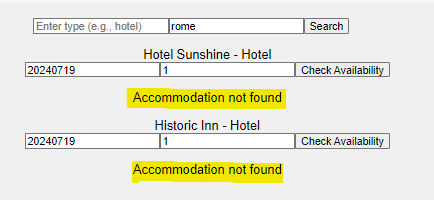 Enter type (e.g., hotel) rome Search
Hotel Sunshine - Hotel
20240719 1 Check Availability
Accommodation not found
Historic Inn - Hotel
20240719 1 Check Availability
Accommodation not found